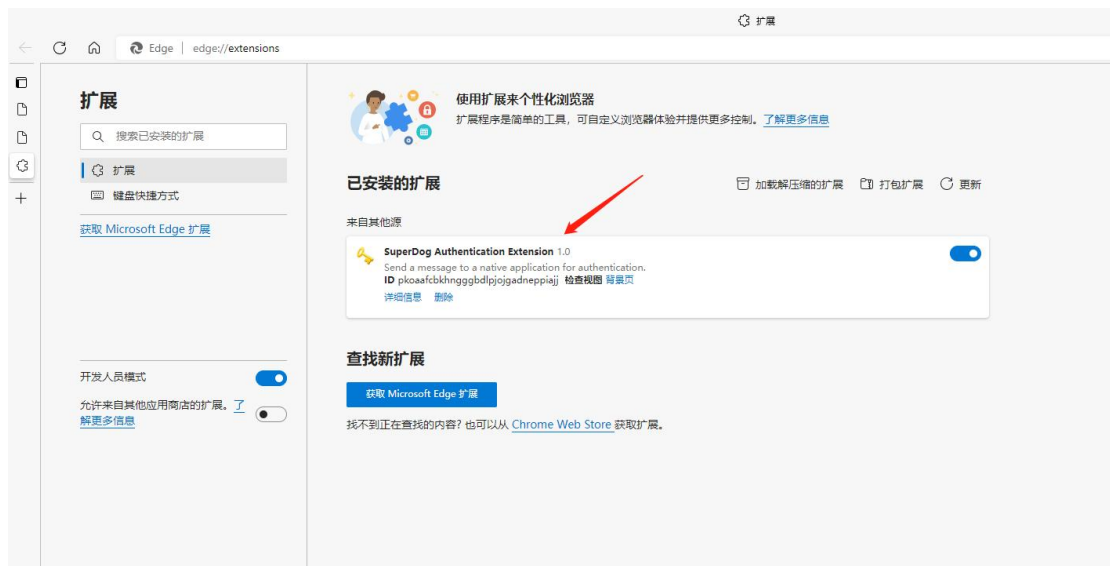 扩展
Edge | edge://extensions
扩展
搜索已安装的扩展
扩展
键盘快捷方式
获取 Microsoft Edge 扩展
开发人员模式
允许来自其他应用商店的扩展。了
解更多信息
使用扩展来个性化浏览器
扩展程序是简单的工具，可自定义浏览器体验并提供更多控制。了解更多信息
已安装的扩展
加载解压缩的扩展 打包扩展 更新
来自其他源
SuperDog Authentication Extension 1.0
Send a message to a native application for authentication.
ID pkoaafcbkhngggbdlpjojgadneppiajj 检查视图 背景页
详细信息 删除
查找新扩展
获取 Microsoft Edge 扩展
找不到正在查找的内容? 也可以从 Chrome Web Store 获取扩展。